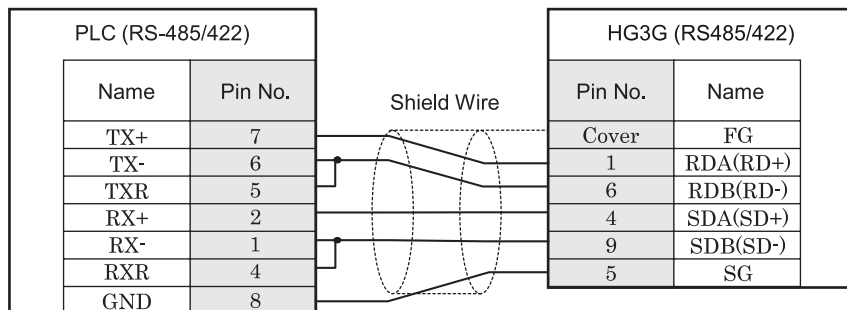 PLC (RS-485/422)
Name Pin No.
TX+ 7
TX- 6
TXR 5
RX+ 2
RX- 1
RXR 4
GND 8
Shield Wire
HG3G (RS485/422)
Pin No. Name
Cover FG
1 RDA(RD+)
6 RDB(RD-)
4 SDA(SD+)
9 SDB(SD-)
5 SG